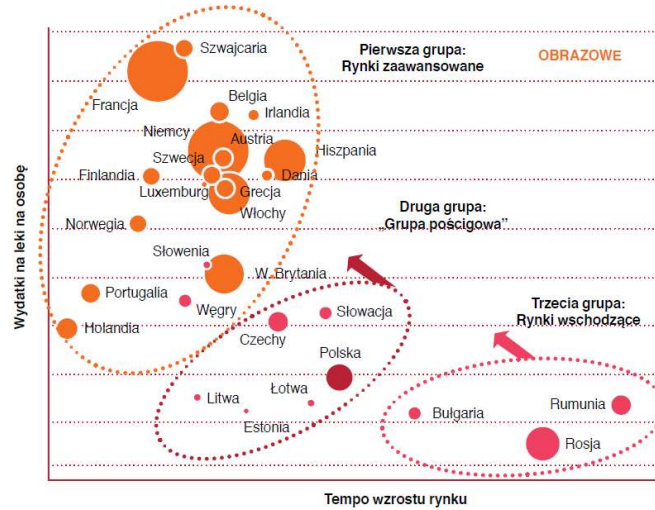 Szwajcaria
Pierwsza grupa:
Rynki zaawansowane
OBRAZOWE
Francja
Belgia
Irlandia
Niemcy
Austria
Hiszpania
Szwecja
Finlandia
Dania
Luxemburg
Grecja
Włochy
Norwegia
Druga grupa:
„Grupa pościgowa”
Słowenia
W. Brytania
Portugalia
Węgry
Słowacja
Trzecia grupa:
Rynki wschodzące
Holandia
Czechy
Polska
Litwa
Łotwa
Estonia
Bułgaria
Rumunia
Rosja
Wydatki na leki na osobę
Tempo wzrostu rynku